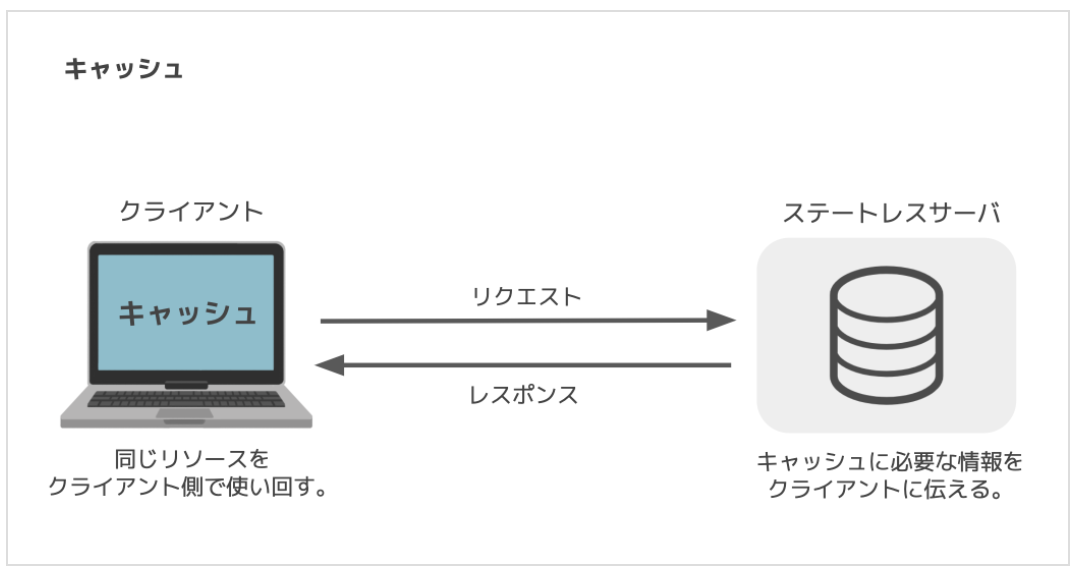 キャッシュ
クライアント
ステートレスサーバ
キャッシュ
リクエスト
レスポンス
同じリソースを
クライアント側で使い回す。
キャッシュに必要な情報を
クライアントに伝える。